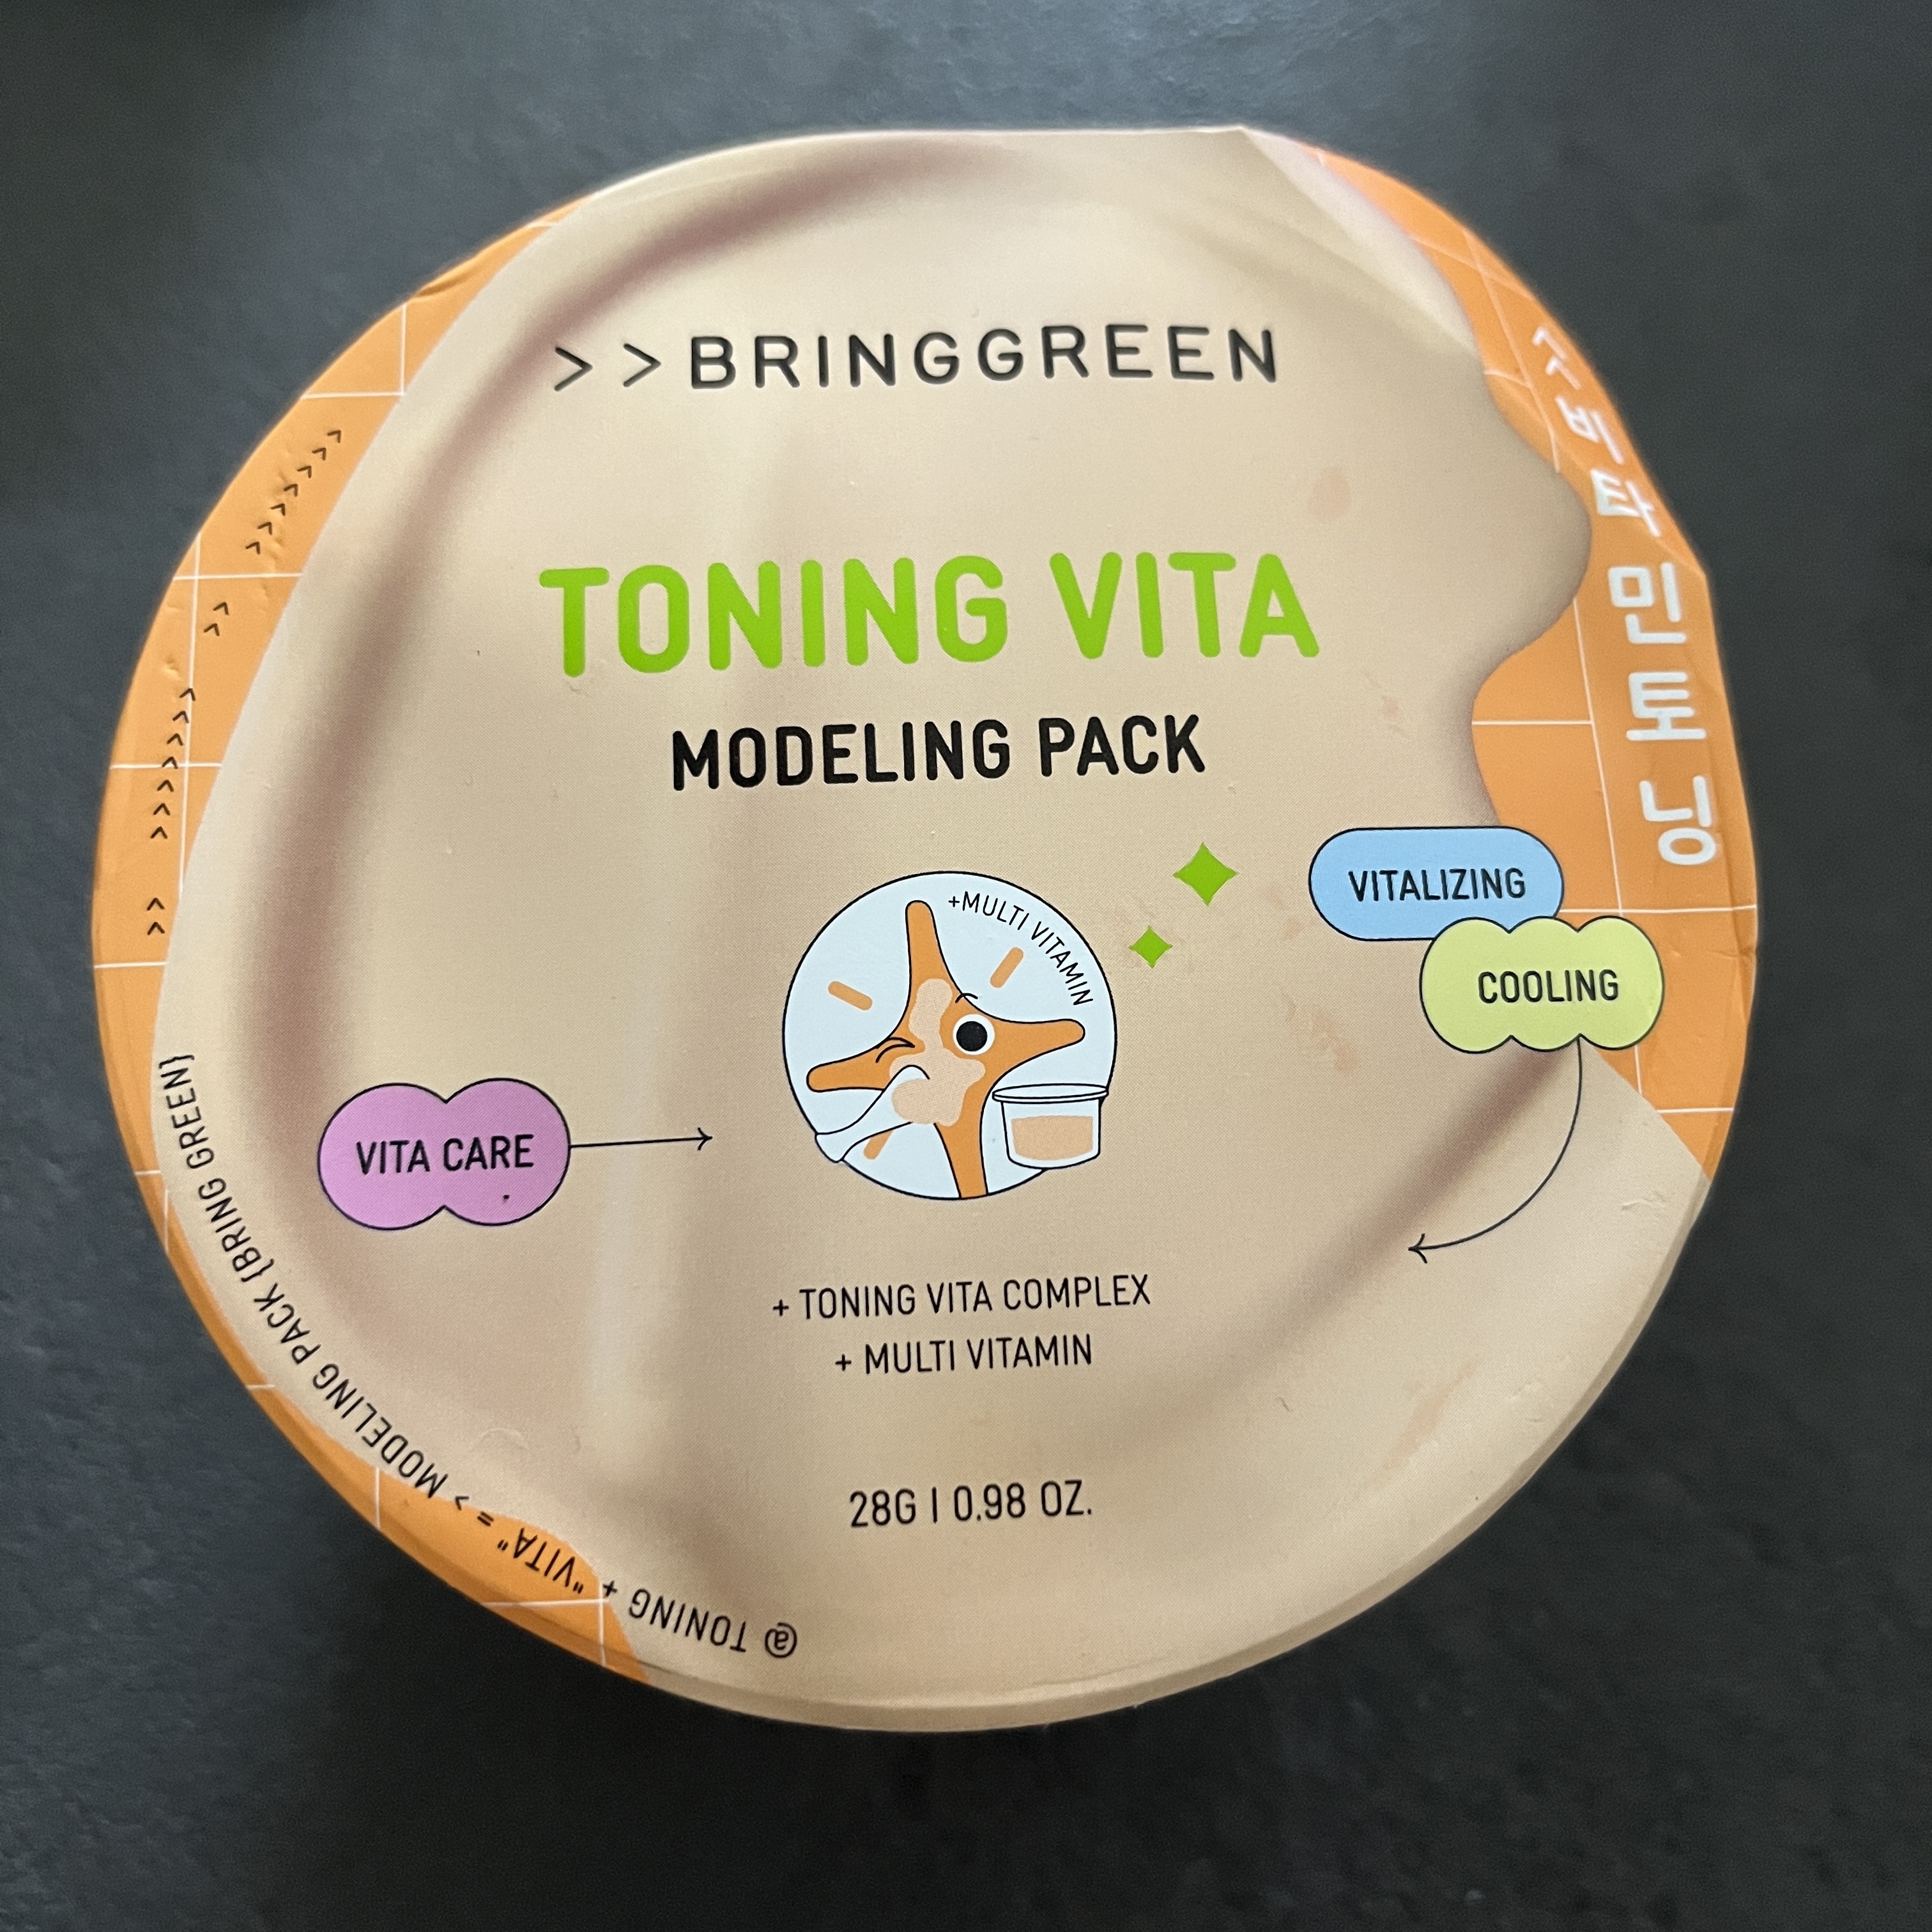 >>BRINGGREEN
TONING VITA
MODELING PACK
+MULTI VITAMIN
VITALIZING
COOLING
VITA CARE
+ TONING VITA COMPLEX
+ MULTI VITAMIN
28G | 0.98 OZ.
@ TONING + "VITA" = > MODELING PACK (BRING GREEN)
비타민토닝